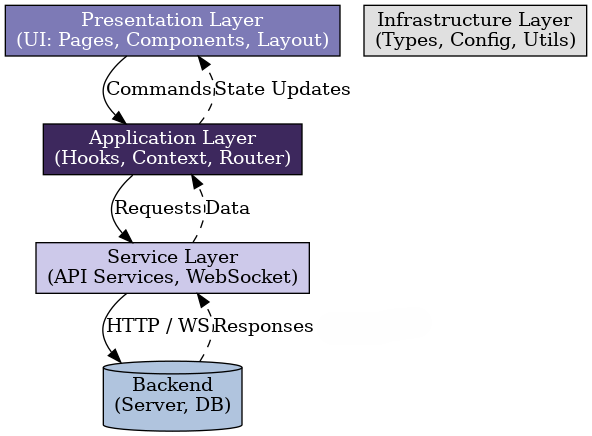 Presentation Layer
(UI: Pages, Components, Layout)
Infrastructure Layer
(Types, Config, Utils)
Commands
State Updates
Application Layer
(Hooks, Context, Router)
Requests
Data
Service Layer
(API Services, WebSocket)
HTTP / WS
Responses
Backend
(Server, DB)